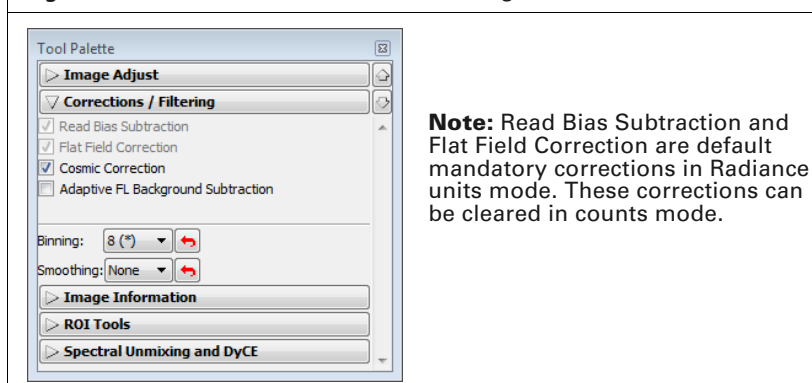 Tool Palette
Image Adjust
Corrections / Filtering
Read Bias Subtraction
Flat Field Correction
Cosmic Correction
Adaptive FL Background Subtraction
Binning: 8 (*)
Smoothing: None
Image Information
ROI Tools
Spectral Unmixing and DyCE
Note: Read Bias Subtraction and
Flat Field Correction are default
mandatory corrections in Radiance
units mode. These corrections can
be cleared in counts mode.